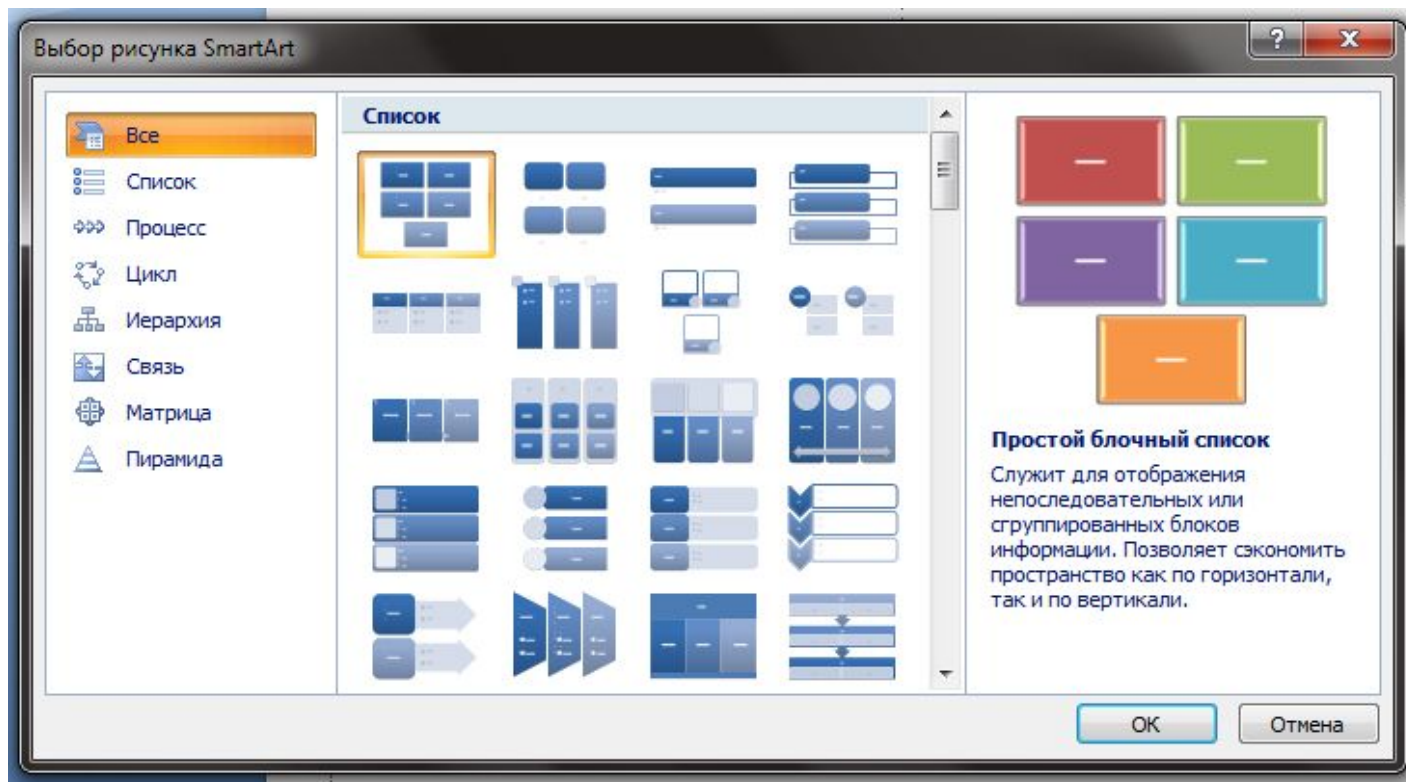 Выбор рисунка SmartArt
?
X
Все
Список
Процесс
Цикл
Иерархия
Связь
Матрица
Пирамида
Список
Простой блочный список
Служит для отображения
непоследовательных или
сгруппированных блоков
информации. Позволяет сэкономить
пространство как по горизонтали,
так и по вертикали.
OK
Отмена